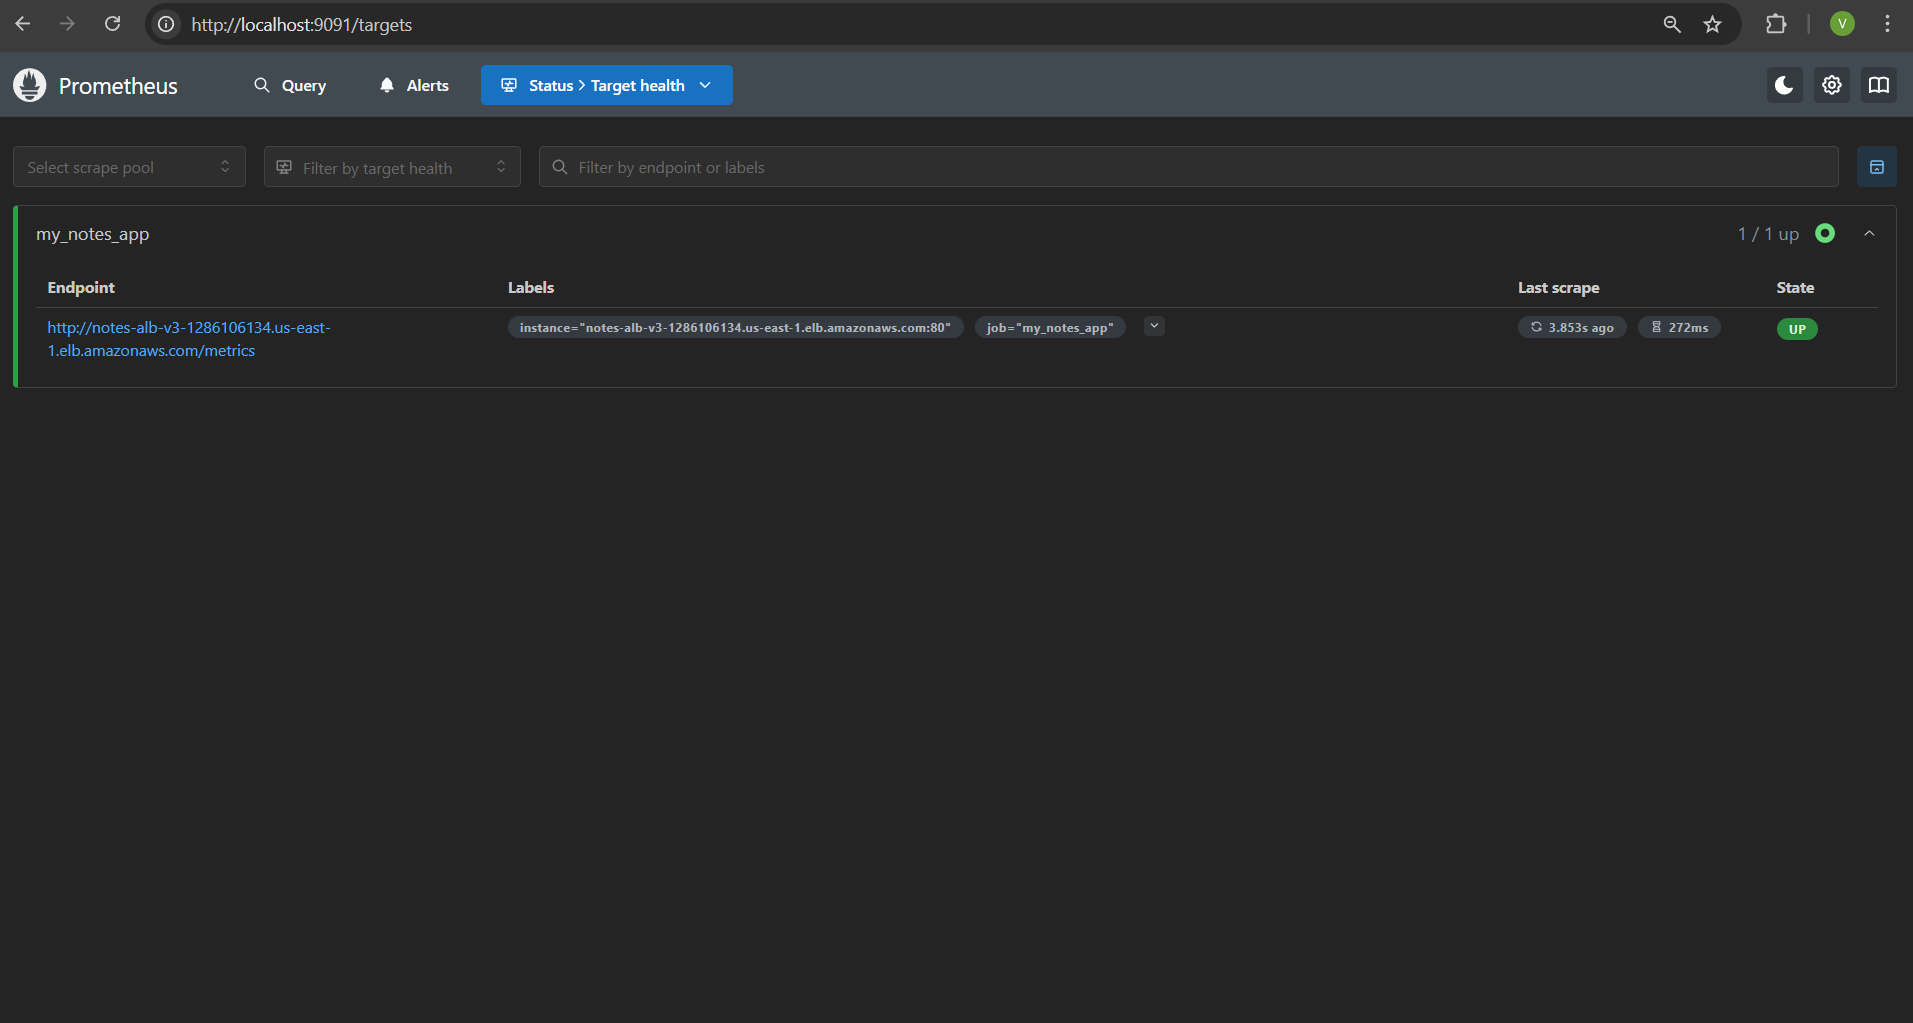 http://localhost:9091/targets
V
Prometheus
Query
Alerts
Status > Target health
Select scrape pool
Filter by target health
Filter by endpoint or labels
my_notes_app
1 / 1 up
Endpoint Labels Last scrape State
http://notes-alb-v3-1286106134.us-east- instance="notes-alb-v3-1286106134.us-east-1.elb.amazonaws.com:80" job="my_notes_app" 3.853s ago 272ms UP
1.elb.amazonaws.com/metrics